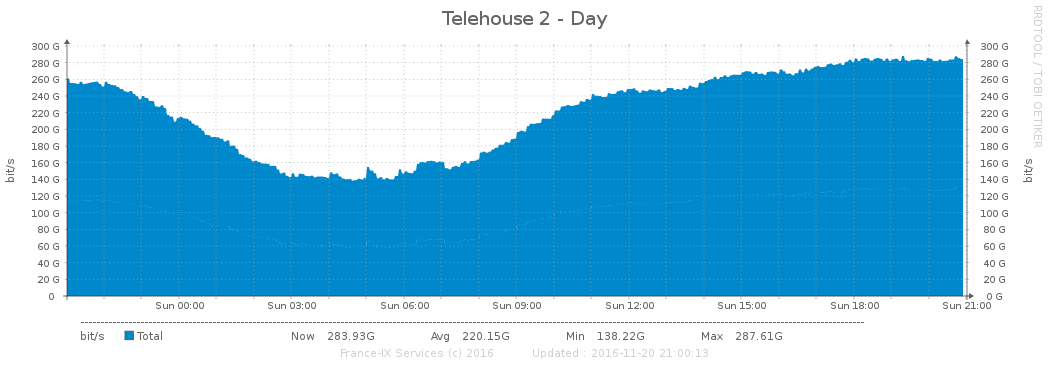 Telehouse 2 - Day
RRDTOOL / TOBI OETIKER
300 G 300 G
280 G 280 G
260 G 260 G
240 G 240 G
220 G 220 G
200 G 200 G
180 G 180 G
160 G 160 G
140 G 140 G
120 G 120 G
100 G 100 G
80 G 80 G
60 G 60 G
40 G 40 G
20 G 20 G
0 0 G
bit/s bit/s
Sun 00:00 Sun 03:00 Sun 06:00 Sun 09:00 Sun 12:00 Sun 15:00 Sun 18:00 Sun 21:00
bit/s Total Now 283.93G Avg 220.15G Min 138.22G Max 287.61G
France-IX Services (c) 2016 Updated : 2016-11-20 21:00:13